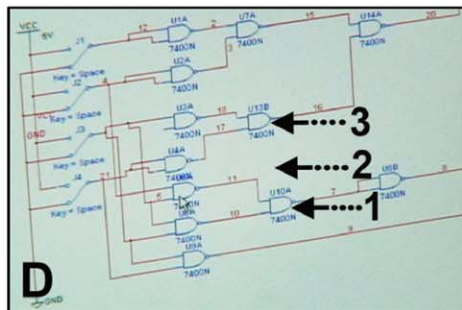 VCC
5V
J1
Key = Space
J2
Key = Space
J3
Key = Space
J4
Key = Space
GND
GND
12
U1A
7400N
2
U7A
7400N
15
U14A
7400N
20
U2A
7400N
3
4
U3A
7400N
18
U13B
7400N
16
3
U4A
7400N
17
21
2
5
11
U10A
7400N
7
1
7400N
10
8
7400N
U9A
7400N
9
D